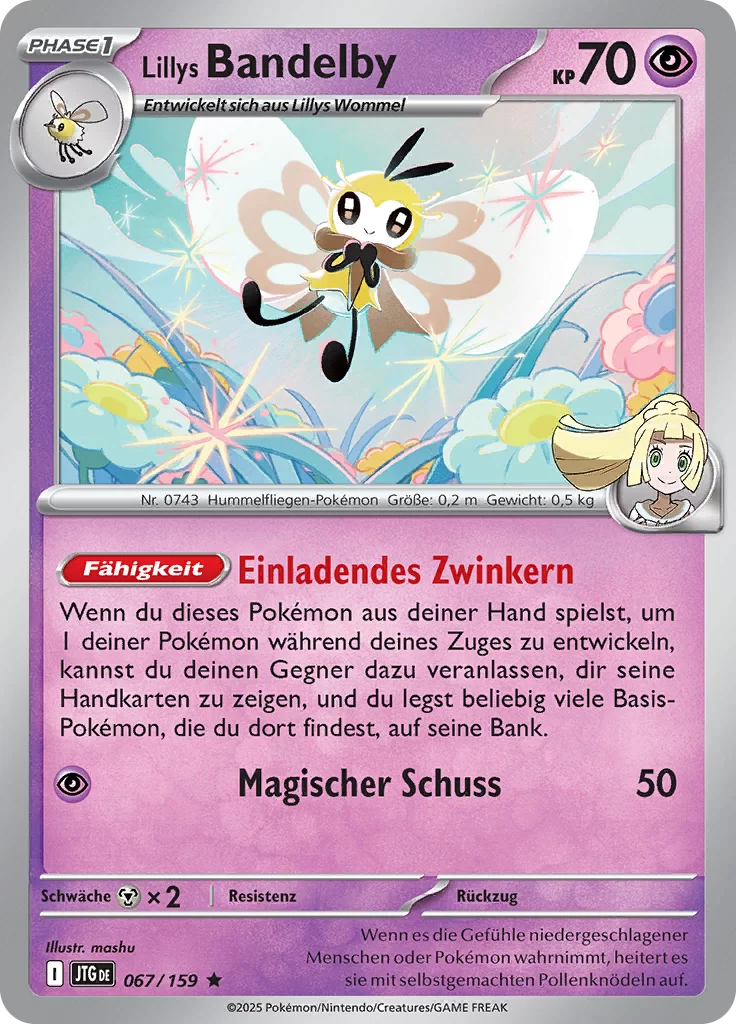 PHASE 1
Lillys Bandelby
KP 70
Entwickelt sich aus Lillys Wommel
Nr. 0743 Hummelfliegen-Pokémon Größe: 0,2 m Gewicht: 0,5 kg
Fähigkeit Einladendes Zwinkern
Wenn du dieses Pokémon aus deiner Hand spielst, um
1 deiner Pokémon während deines Zuges zu entwickeln,
kannst du deinen Gegner dazu veranlassen, dir seine
Handkarten zu zeigen, und du legst beliebig viele Basis-
Pokémon, die du dort findest, auf seine Bank.
Magischer Schuss 50
Schwäche ×2 Resistenz Rückzug
Illustr. mashu
I JTG DE 067/159 ★
Wenn es die Gefühle niedergeschlagener
Menschen oder Pokémon wahrnimmt, heitert es
sie mit selbstgemachten Pollenknödeln auf.
©2025 Pokémon/Nintendo/Creatures/GAME FREAK